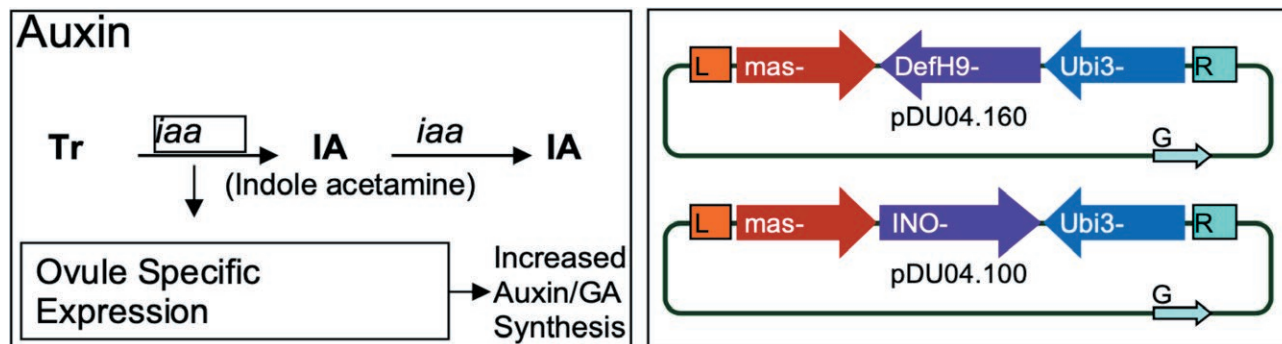 Auxin
Tr iaa IA iaa IA
(Indole acetamine)
Ovule Specific
Expression
Increased
Auxin/GA
Synthesis
L mas- DefH9- Ubi3- R
pDU04.160
G
L mas- INO- Ubi3- R
pDU04.100
G